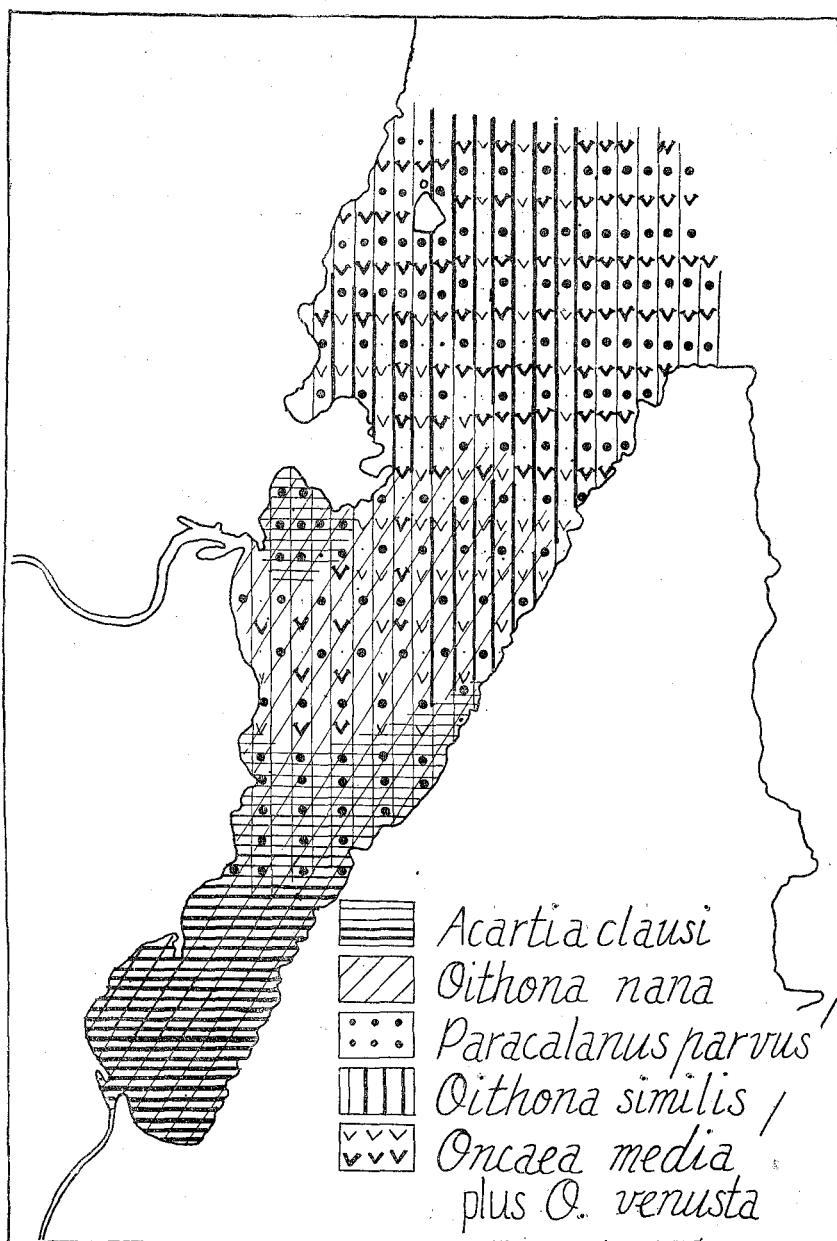 Acartia clausi
Oithona nana
Paracalanus parvus
Oithona similis
Oncaea media
plus O. venusta